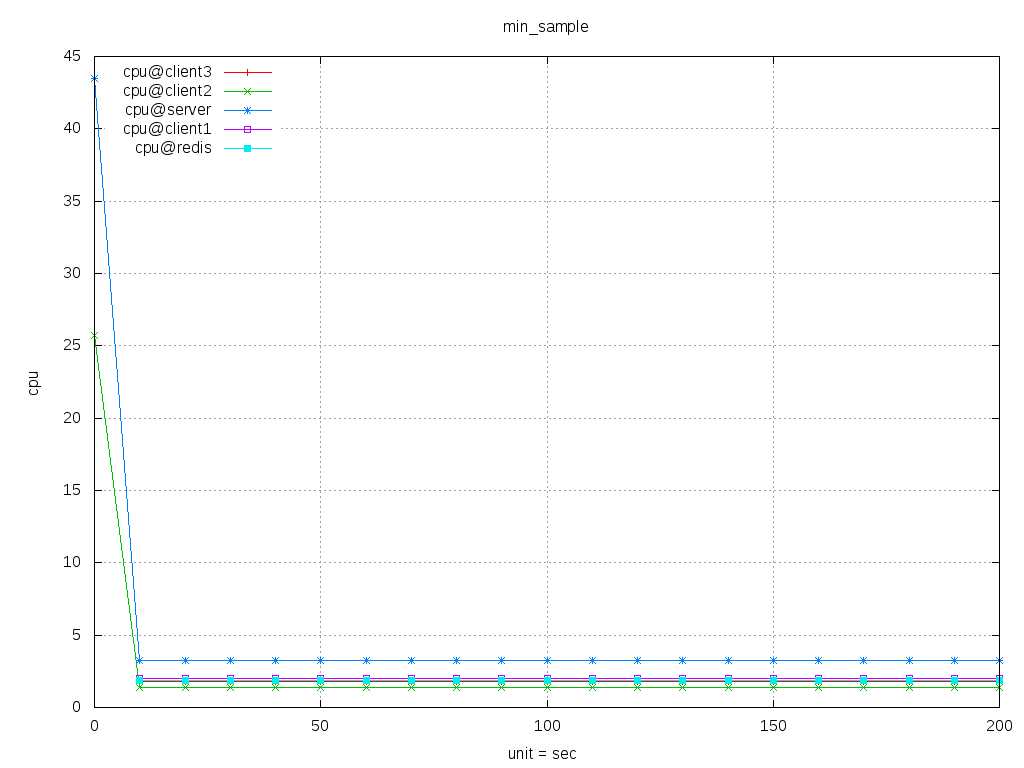 min_sample
45
40
35
30
25
20
15
10
5
0
cpu
cpu@client3
cpu@client2
cpu@server
cpu@client1
cpu@redis
0 50 100 150 200
unit = sec